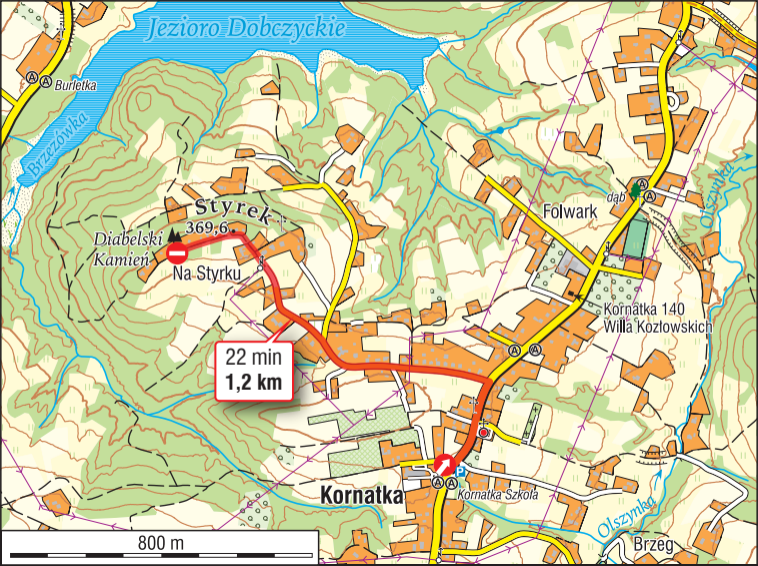 Jezioro Dobczyckie
Burletka
Brzezówka
dąb
Olszynka
Folwark
Styrek
369,6
Diabelski
Kamień
Na Styrku
Kornatka 140
Willa Kozłowskich
22 min
1,2 km
P
Kornatka
Kornatka Szkoła
Olszynka
Brzeg
800 m